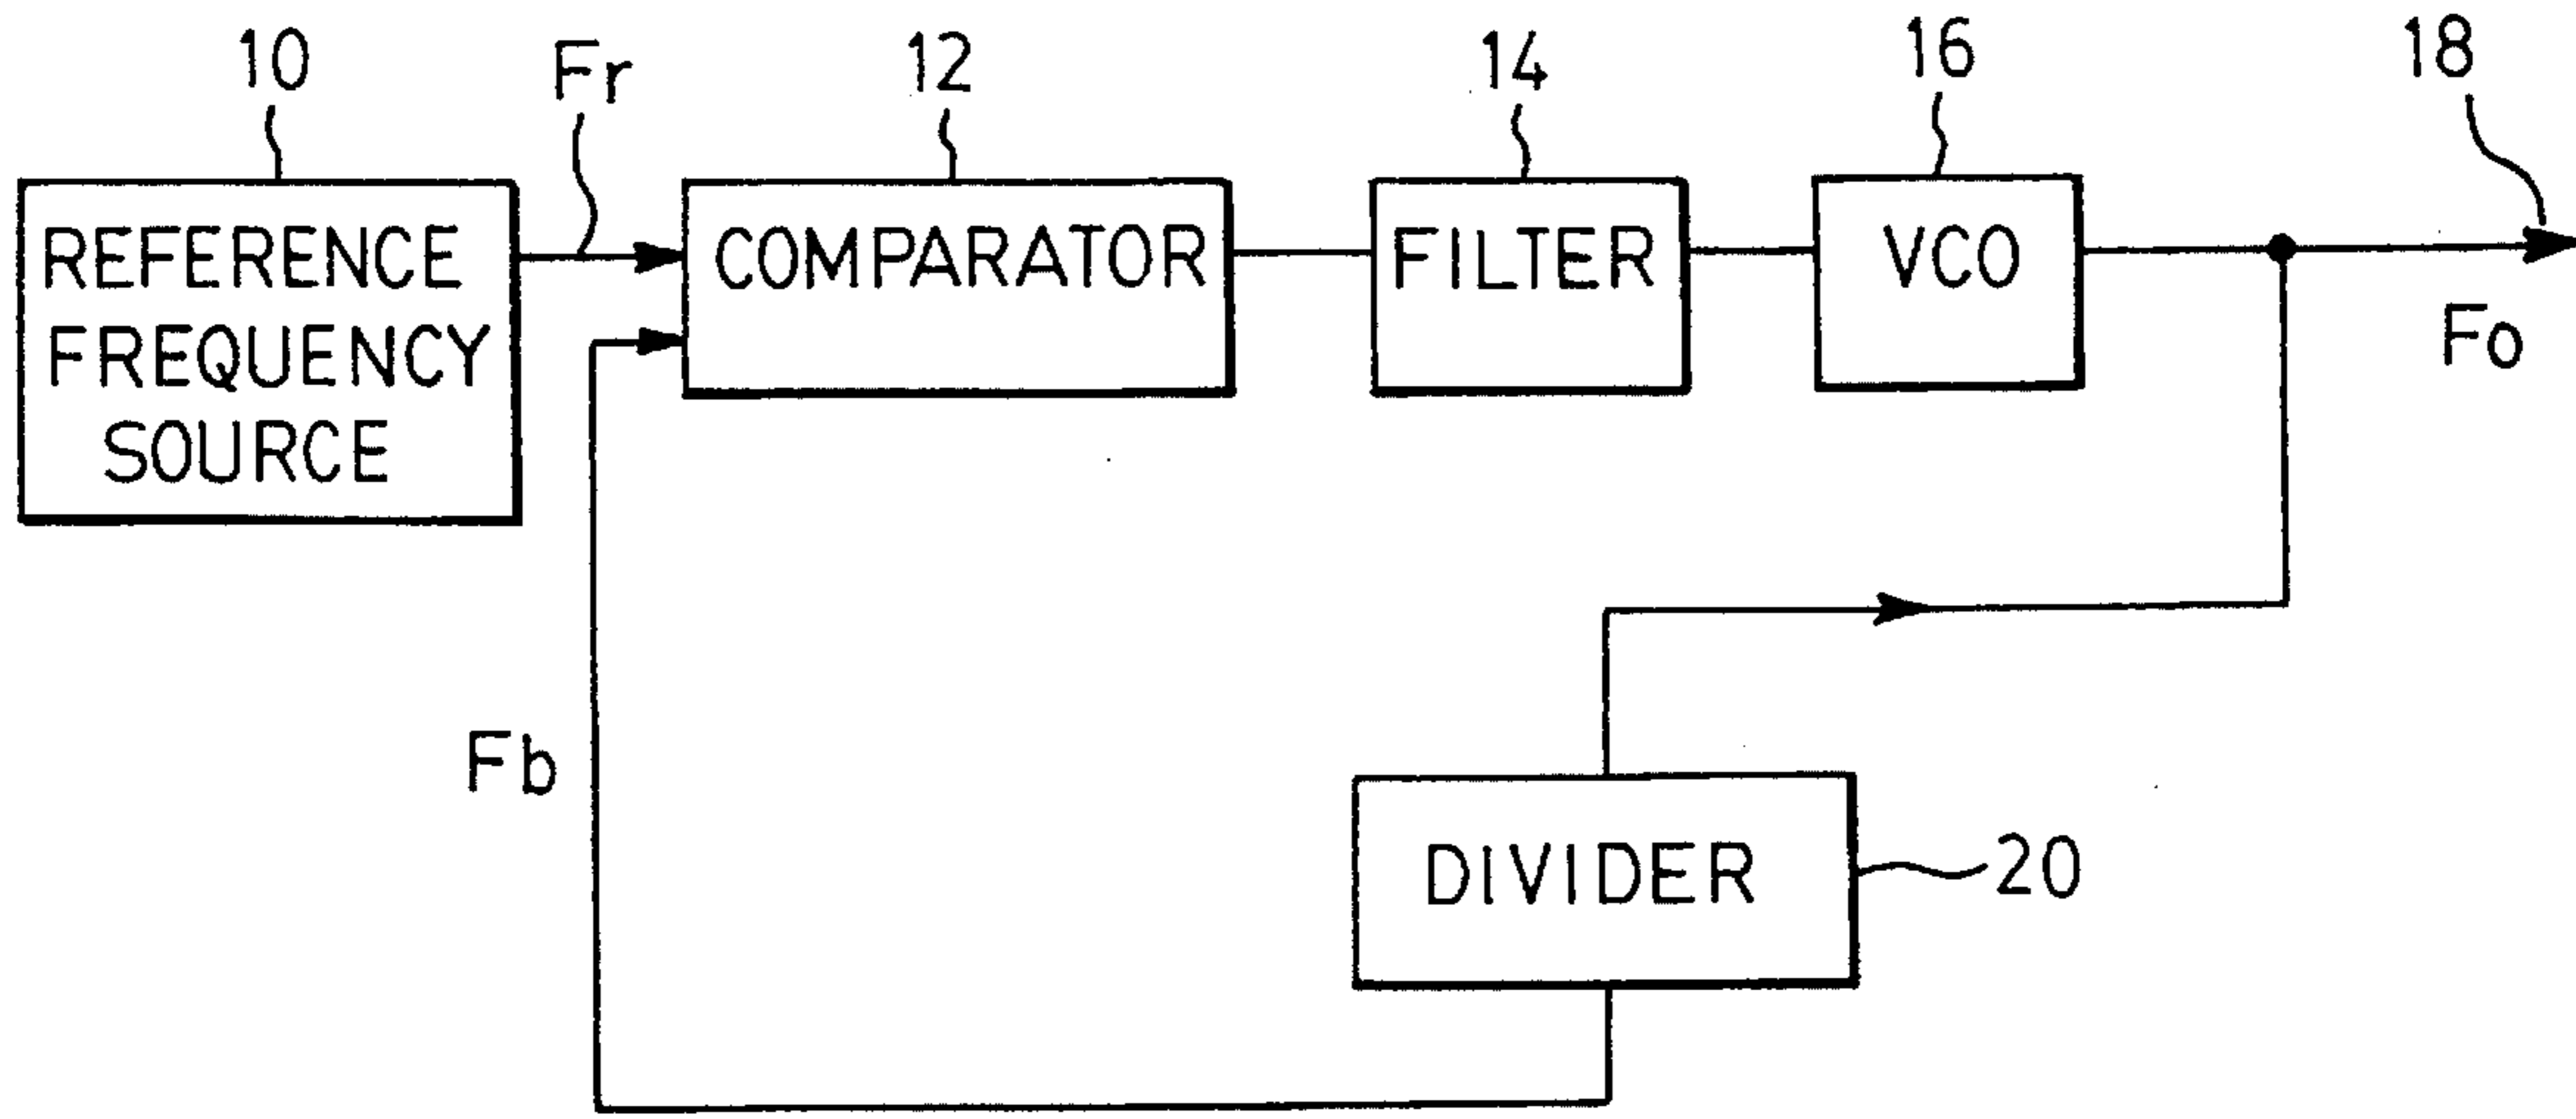 10
Fr
12
14
16
18
REFERENCE
FREQUENCY
SOURCE
COMPARATOR
FILTER
VCO
Fo
Fb
DIVIDER
20